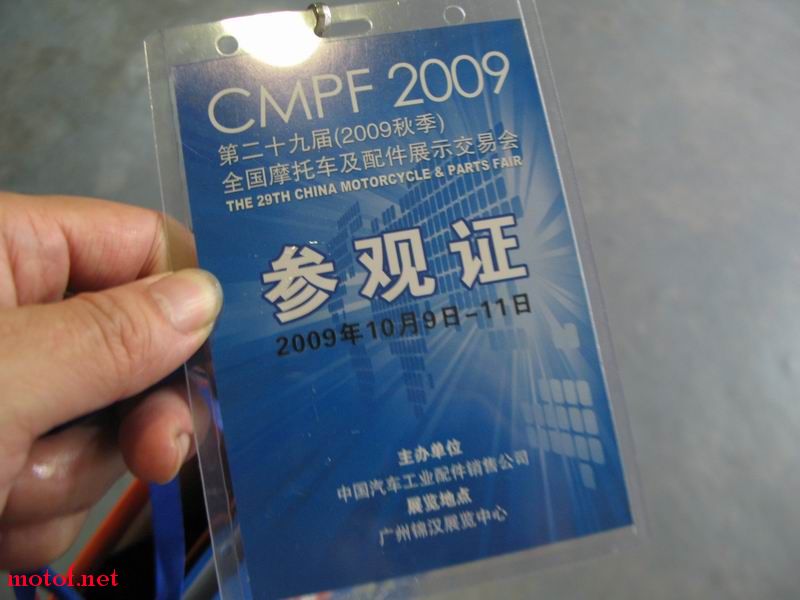 CMPF 2009
第二十九届(2009秋季)
全国摩托车及配件展示交易会
THE 29TH CHINA MOTORCYCLE & PARTS FAIR
参观证
2009年10月9日-11日
主办单位
中国汽车工业配件销售公司
展览地点
广州锦汉展览中心
motof.net